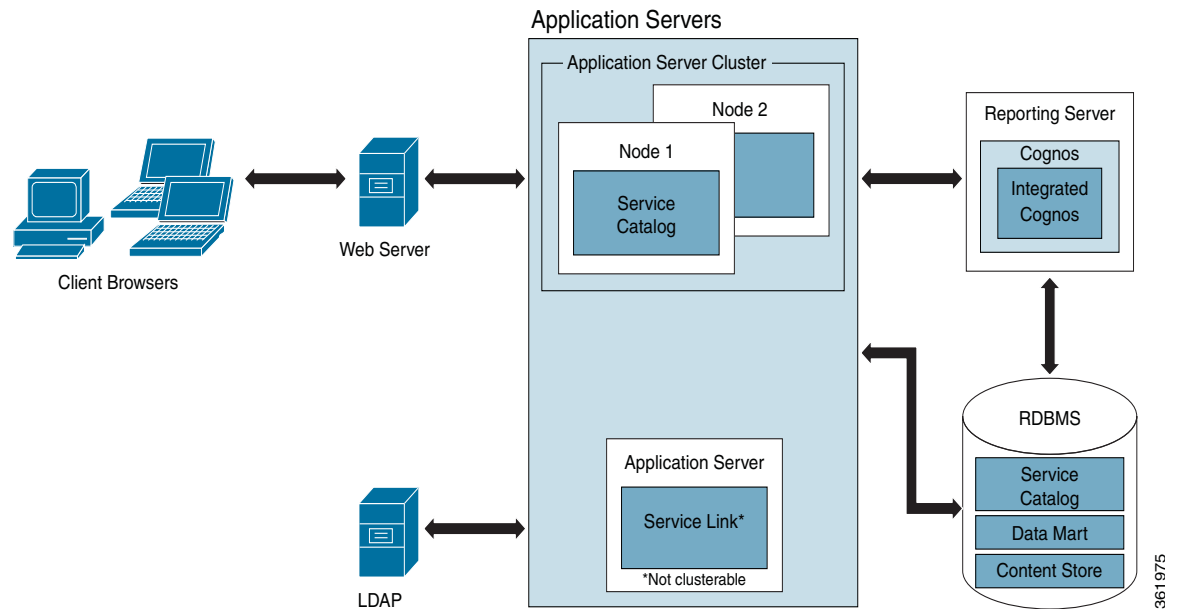 Application Servers
Application Server Cluster
Node 2
Node 1
Service
Catalog
Reporting Server
Cognos
Integrated
Cognos
Web Server
Client Browsers
RDBMS
Service
Catalog
Data Mart
Content Store
Application Server
Service Link*
*Not clusterable
LDAP
361975